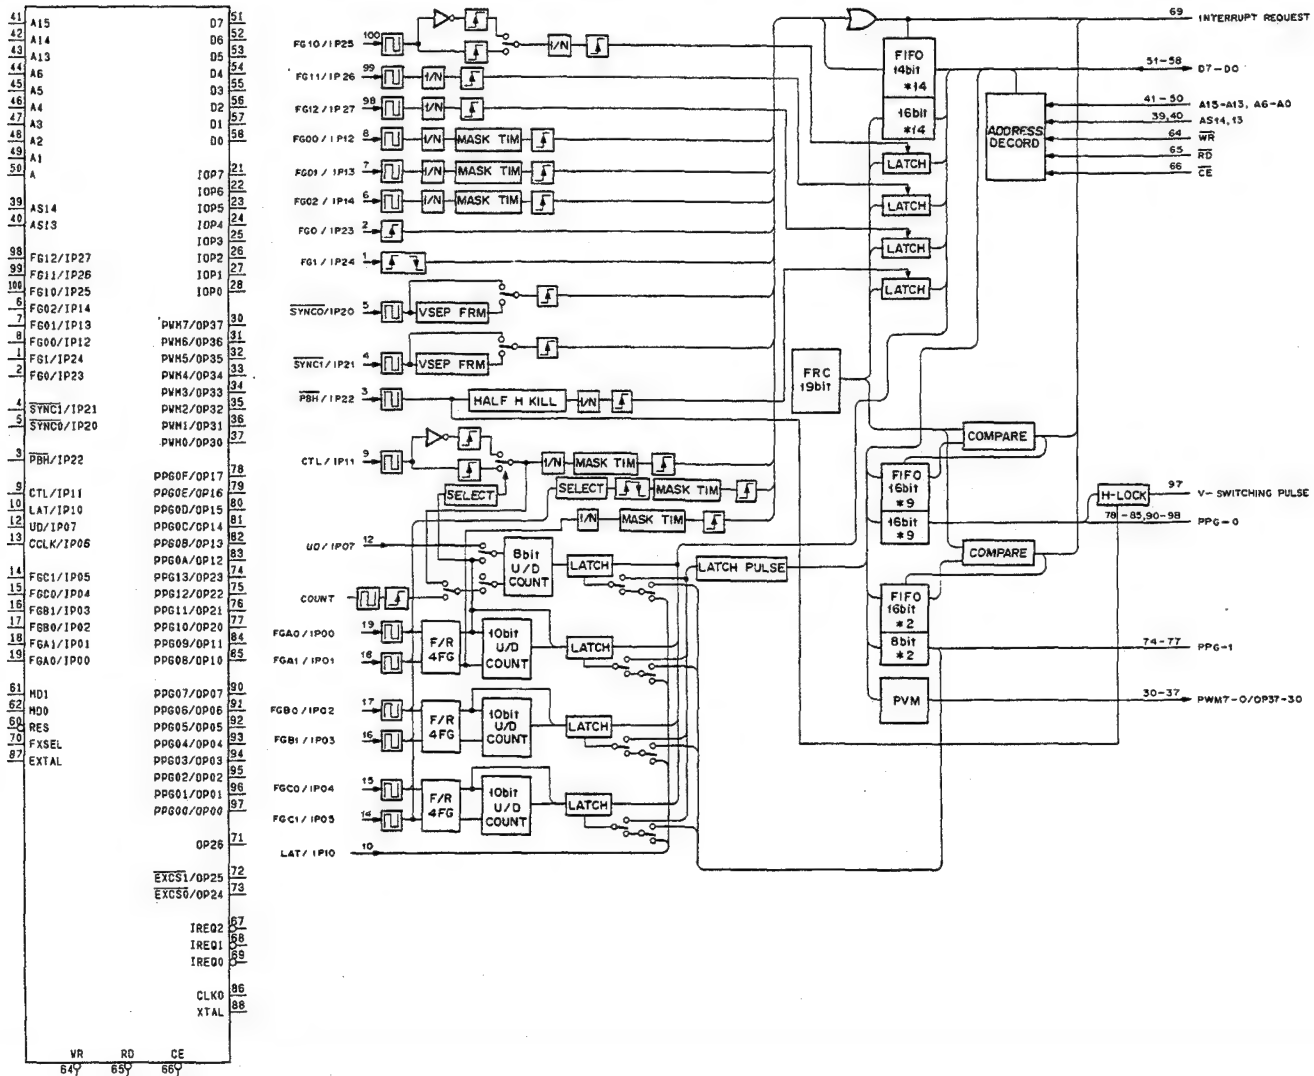 41 A15
42 A14
43 A13
44 A6
45 A5
46 A4
47 A3
48 A2
49 A1
50 A
39 AS14
40 AS13
98 FG12/IP27
99 FG11/IP26
100 FG10/IP25
6 FG02/IP14
7 FG01/IP13
8 FG00/IP12
1 FG1/IP24
2 FG0/IP23
4 SYNC1/IP21
5 SYNC0/IP20
3 PBH/IP22
9 CTL/IP11
10 LAT/IP10
12 UD/IP07
13 CCLK/IP06
14 FGC1/IP05
15 FGC0/IP04
16 FGB1/IP03
17 FGB0/IP02
18 FGA1/IP01
19 FGA0/IP00
61 MD1
62 MD0
60 RES
70 FXSEL
87 EXTAL
D7 51
D6 52
D5 53
D4 54
D3 55
D2 56
D1 57
D0 58
IOP7 21
IOP6 22
IOP5 23
IOP4 24
IOP3 25
IOP2 26
IOP1 27
IOP0 28
PWM7/OP37 30
PWM6/OP36 31
PWM5/OP35 32
PWM4/OP34 33
PWM3/OP33 34
PWM2/OP32 35
PWM1/OP31 36
PWM0/OP30 37
PPG0F/OP17 78
PPG0E/OP16 79
PPG0D/OP15 80
PPG0C/OP14 81
PPG0B/OP13 82
PPG0A/OP12 83
PPG13/OP23 74
PPG12/OP22 75
PPG11/OP21 76
PPG10/OP20 77
PPG09/OP11 84
PPG08/OP10 85
PPG07/OP07 90
PPG06/OP06 91
PPG05/OP05 92
PPG04/OP04 93
PPG03/OP03 94
PPG02/OP02 95
PPG01/OP01 96
PPG00/OP00 97
OP26 71
EXCS1/OP25 72
EXCS0/OP24 73
IREQ2 67
IREQ1 68
IREQ0 69
CLKO 86
XTAL 88
WR RD CE
64 65 66
FG10/IP25 100 1/N
FG11/IP26 99 1/N
FG12/IP27 98 1/N
FG00/IP12 8 1/N MASK TIM
FG01/IP13 7 1/N MASK TIM
FG02/IP14 6 1/N MASK TIM
FG0/IP23 2
FG1/IP24 1
SYNC0/IP20 5 VSEP FRM
SYNC1/IP21 4 VSEP FRM
PBH/IP22 3 HALF H KILL 1/N
CTL/IP11 9 1/N MASK TIM
SELECT SELECT MASK TIM
1/N MASK TIM
UD/IP07 12
8bit
U/D
COUNT
LATCH
LATCH PULSE
COUNT
FGA0/IP00 19
FGA1/IP01 18
F/R
4FG
10bit
U/D
COUNT
LATCH
FGB0/IP02 17
FGB1/IP03 16
F/R
4FG
10bit
U/D
COUNT
LATCH
FGC0/IP04 15
FGC1/IP05 14
F/R
4FG
10bit
U/D
COUNT
LATCH
LAT/IP10 10
FIFO
14bit
*14
16bit
*14
LATCH
LATCH
LATCH
LATCH
FRC
19bit
ADDRESS
DECORD
COMPARE
FIFO
16bit
*9
16bit
*9
H-LOCK
COMPARE
FIFO
16bit
*2
8bit
*2
PVM
69 INTERRUPT REQUEST
51-58 D7-D0
41-50 A15-A13, A6-A0
39,40 AS14,13
64 WR
65 RD
66 CE
97 V-SWITCHING PULSE
78-85,90-98 PPG-0
74-77 PPG-1
30-37 PWM7-0/OP37-30